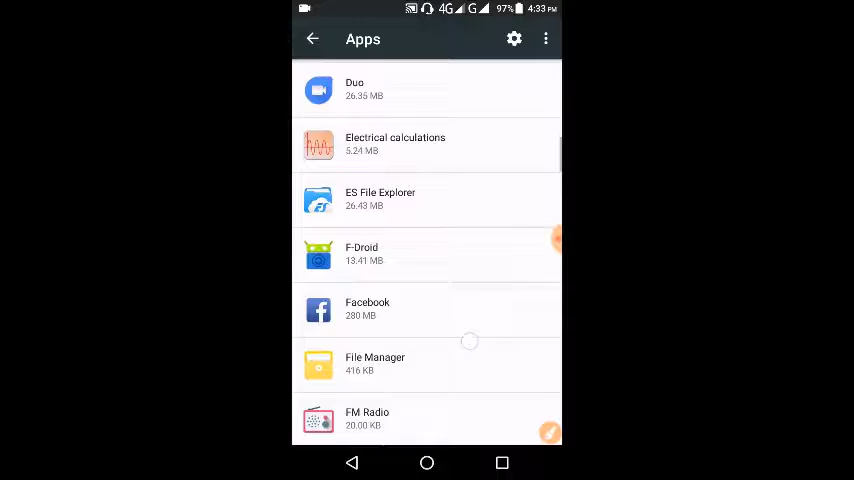 4G G 97% 4:33 PM
Apps
Duo
26.35 MB
Electrical calculations
5.24 MB
ES File Explorer
26.43 MB
F-Droid
13.41 MB
Facebook
280 MB
File Manager
416 KB
FM Radio
20.00 KB